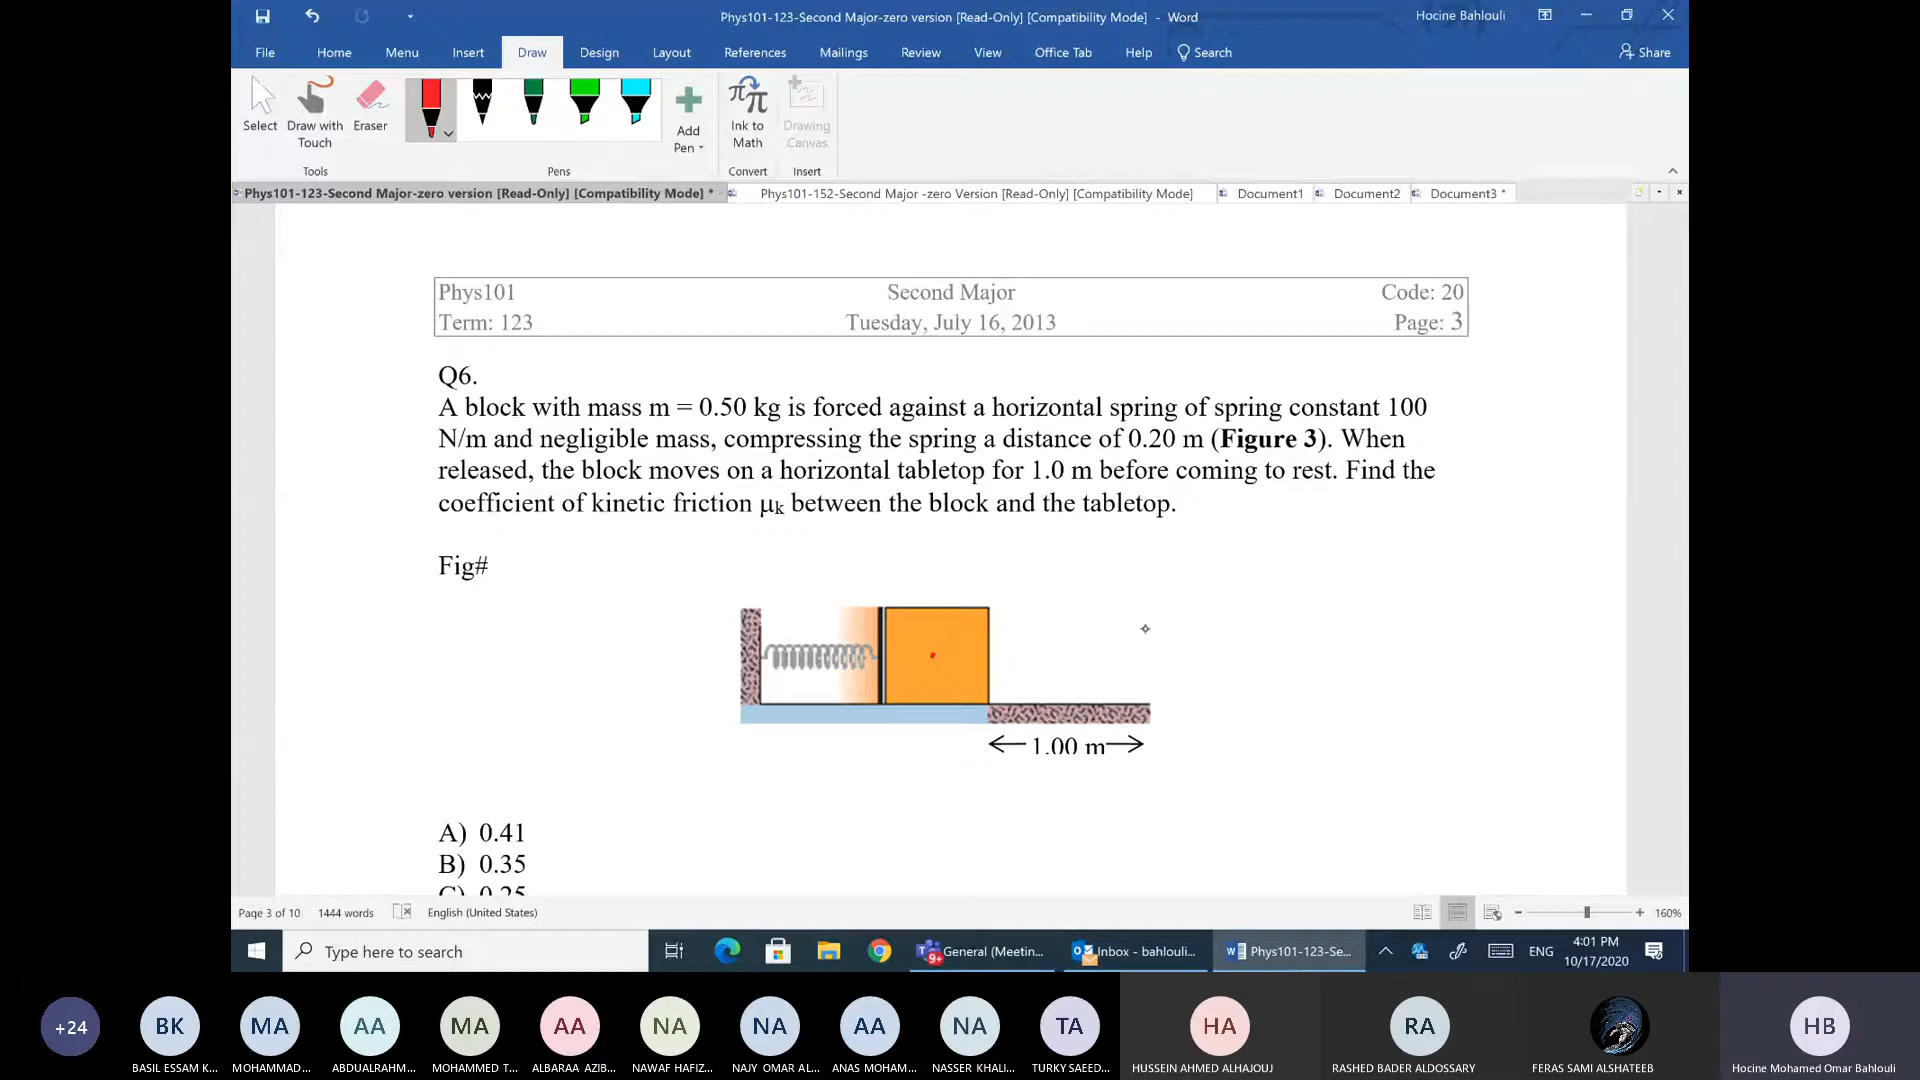 Phys101-123-Second Major-zero version [Read-Only] [Compatibility Mode] - Word
Hocine Bahlouli
File Home Menu Insert Draw Design Layout References Mailings Review View Office Tab Help Search
Share
Select
Draw with Touch
Eraser
Add Pen
Ink to Math
Drawing Canvas
Tools
Pens
Convert
Insert
Phys101-123-Second Major-zero version [Read-Only] [Compatibility Mode] *
Phys101-152-Second Major -zero Version [Read-Only] [Compatibility Mode]
Document1
Document2
Document3 *
Phys101 Second Major Code: 20
Term: 123 Tuesday, July 16, 2013 Page: 3
Q6.
A block with mass m = 0.50 kg is forced against a horizontal spring of spring constant 100
N/m and negligible mass, compressing the spring a distance of 0.20 m (Figure 3). When
released, the block moves on a horizontal tabletop for 1.0 m before coming to rest. Find the
coefficient of kinetic friction μk between the block and the tabletop.
Fig#
1.00 m
A) 0.41
B) 0.35
C) 0.25
Page 3 of 10 1444 words English (United States)
160%
Type here to search
9+
General (Meetin...
Inbox - bahlouli...
Phys101-123-Se...
ENG
4:01 PM
10/17/2020
+24
BK
MA
AA
MA
AA
NA
NA
AA
NA
TA
HA
RA
HB
BASIL ESSAM K...
MOHAMMAD...
ABDUALRAHM...
MOHAMMED T...
ALBARAA AZIB...
NAWAF HAFIZ...
NAJY OMAR AL...
ANAS MOHAM...
NASSER KHALI...
TURKY SAEED...
HUSSEIN AHMED ALHAJOUJ
RASHED BADER ALDOSSARY
FERAS SAMI ALSHATEEB
Hocine Mohamed Omar Bahlouli